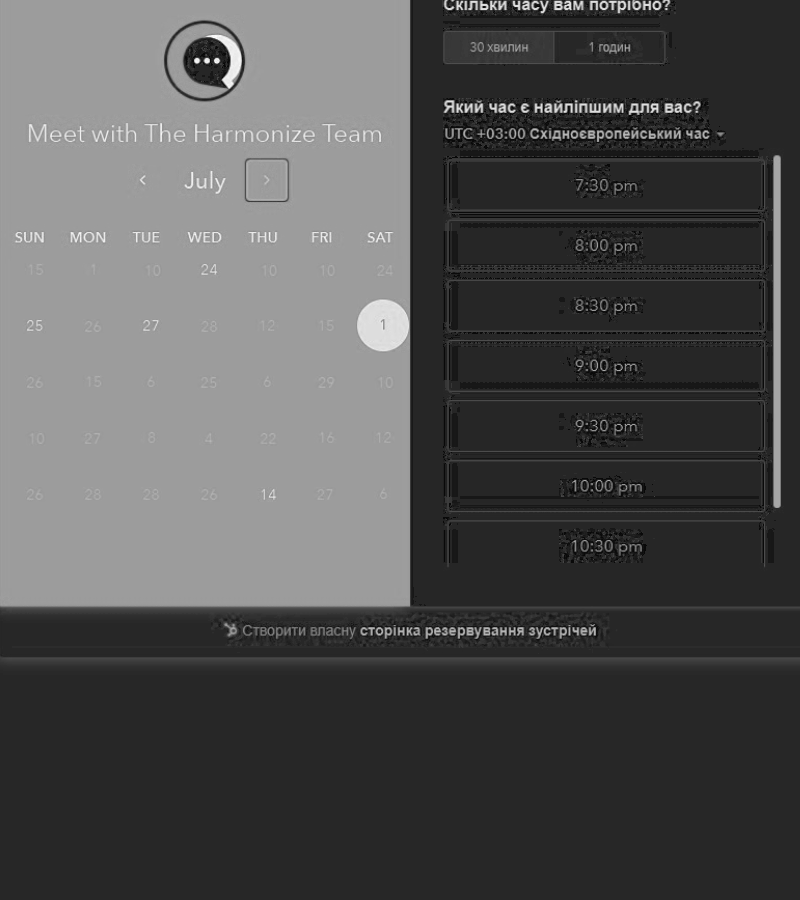 Meet with The Harmonize Team
July
SUN MON TUE WED THU FRI SAT
15 1 10 24 10 10 24
25 26 27 28 12 15 1
26 15 6 25 6 29 10
10 27 8 4 22 16 12
26 28 28 26 14 27 6
Скільки часу вам потрібно?
30 хвилин 1 годин
Який час є найліпшим для вас?
UTC +03:00 Східноєвропейський час
7:30 pm
8:00 pm
8:30 pm
9:00 pm
9:30 pm
10:00 pm
10:30 pm
Створити власну сторінка резервування зустрічей